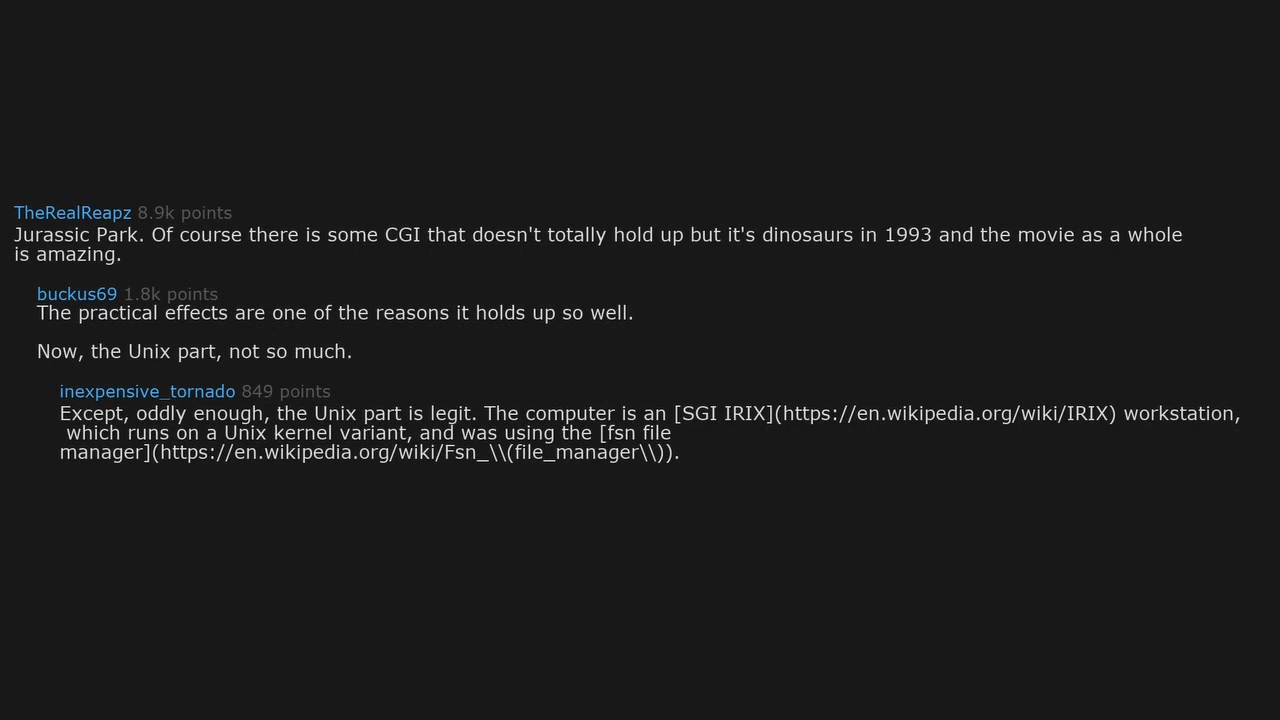 TheRealReapz 8.9k points
Jurassic Park. Of course there is some CGI that doesn't totally hold up but it's dinosaurs in 1993 and the movie as a whole
is amazing.
buckus69 1.8k points
The practical effects are one of the reasons it holds up so well.
Now, the Unix part, not so much.
inexpensive_tornado 849 points
Except, oddly enough, the Unix part is legit. The computer is an [SGI IRIX](https://en.wikipedia.org/wiki/IRIX) workstation,
which runs on a Unix kernel variant, and was using the [fsn file
manager](https://en.wikipedia.org/wiki/Fsn_\\(file_manager\\)).